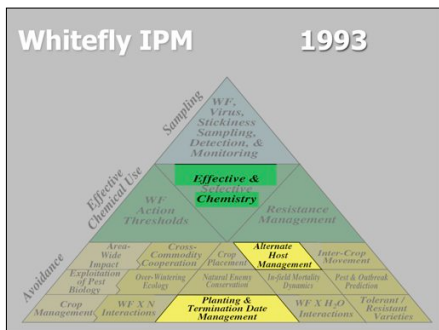 Whitefly IPM 1993
Sampling
WF,
Virus,
Stickiness
Sampling,
Detection, &
Monitoring
Effective
Chemical Use
Effective &
Selective
Chemistry
WF
Action
Thresholds
Resistance
Management
Avoidance
Area-
Wide
Impact
Cross-
Commodity
Cooperation
Crop
Placement
Alternate
Host
Management
Inter-Crop
Movement
Exploitation
of Pest
Biology
Over-Wintering
Ecology
Natural Enemy
Conservation
In-field Mortality
Dynamics
Pest & Outbreak
Prediction
Crop
Management
WF X N
Interactions
Planting &
Termination Date
Management
WF X H2O
Interactions
Tolerant /
Resistant
Varieties